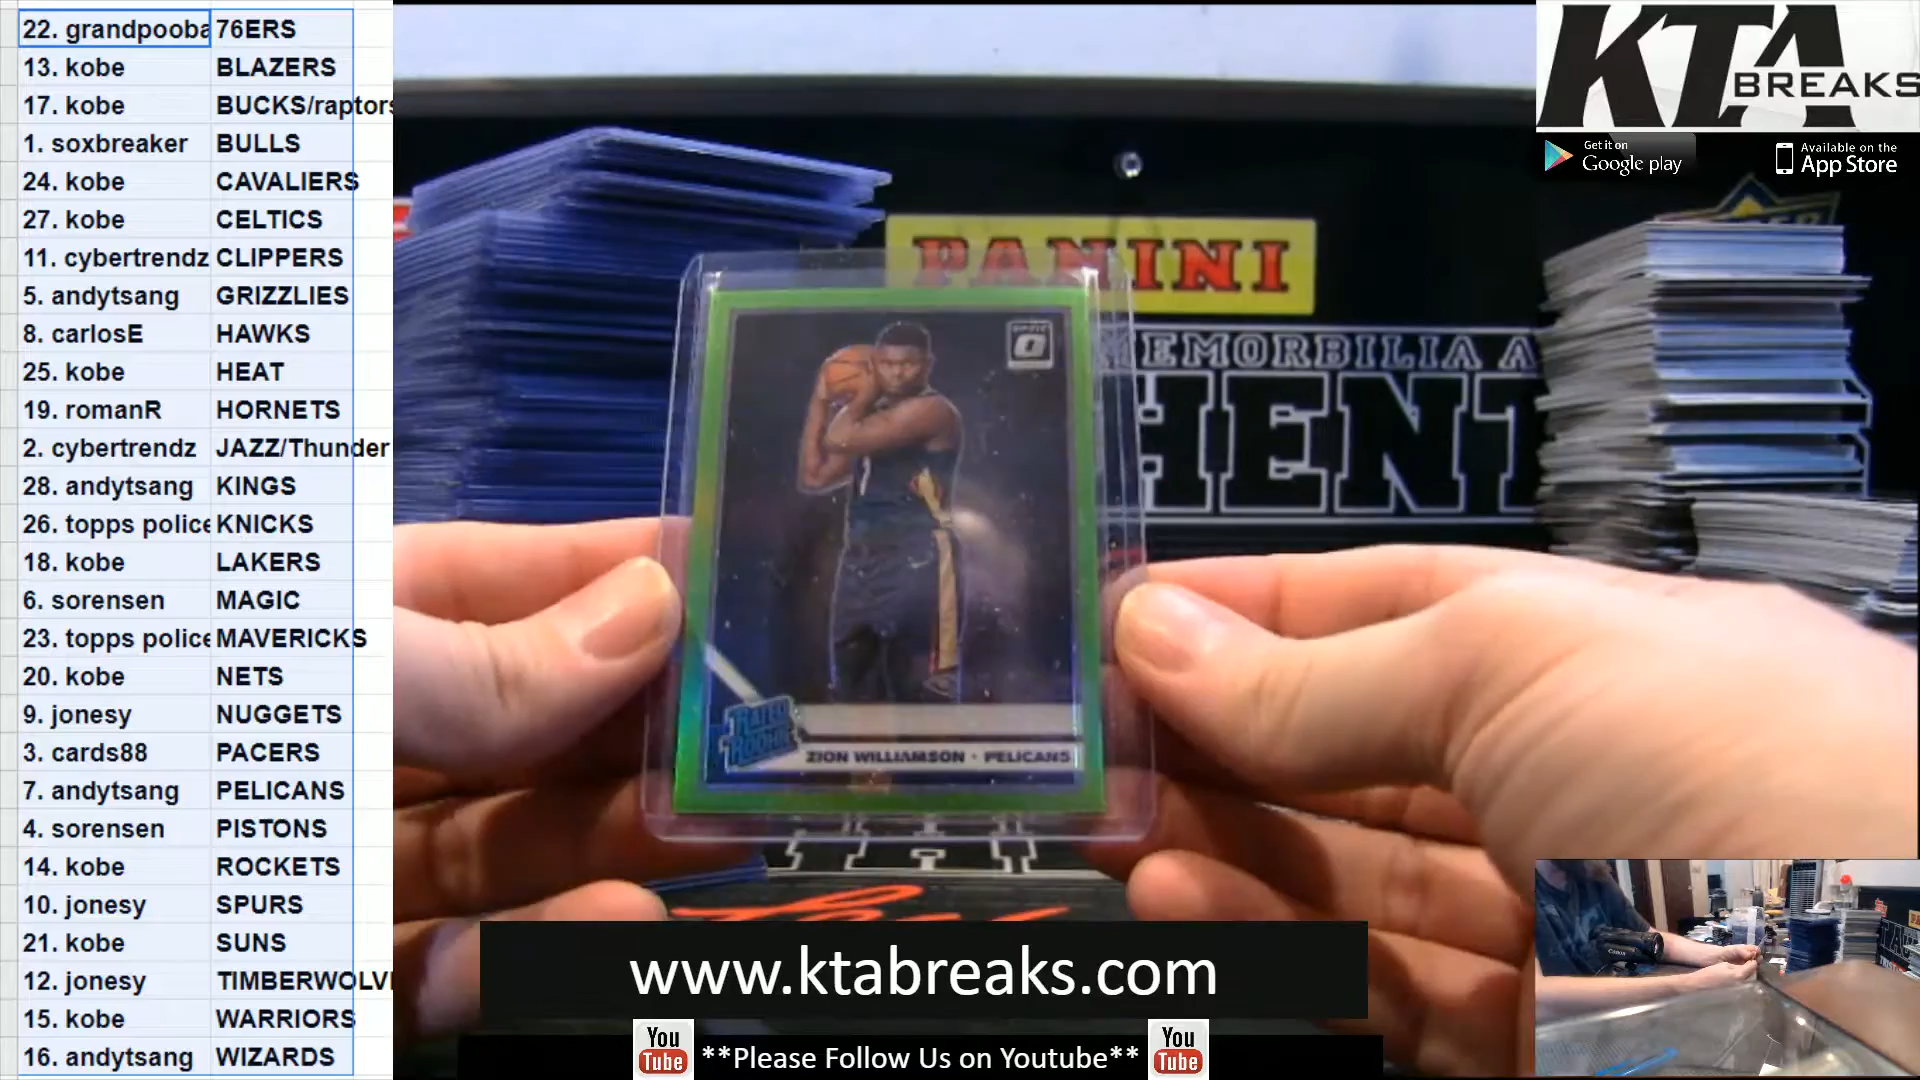 22. grandpooba 76ERS
13. kobe BLAZERS
17. kobe BUCKS/raptors
1. soxbreaker BULLS
24. kobe CAVALIERS
27. kobe CELTICS
11. cybertrendz CLIPPERS
5. andytsang GRIZZLIES
8. carlosE HAWKS
25. kobe HEAT
19. romanR HORNETS
2. cybertrendz JAZZ/Thunder
28. andytsang KINGS
26. topps police KNICKS
18. kobe LAKERS
6. sorensen MAGIC
23. topps police MAVERICKS
20. kobe NETS
9. jonesy NUGGETS
3. cards88 PACERS
7. andytsang PELICANS
4. sorensen PISTONS
14. kobe ROCKETS
10. jonesy SPURS
21. kobe SUNS
12. jonesy TIMBERWOLV
15. kobe WARRIORS
16. andytsang WIZARDS
KTA
BREAKS
Get it on
Google play
Available on the
App Store
PANINI
MEMORBILIA A
HENT
OPTIC
RATED
ROOKIE
ZION WILLIAMSON • PELICANS
www.ktabreaks.com
You
Tube
**Please Follow Us on Youtube**
You
Tube